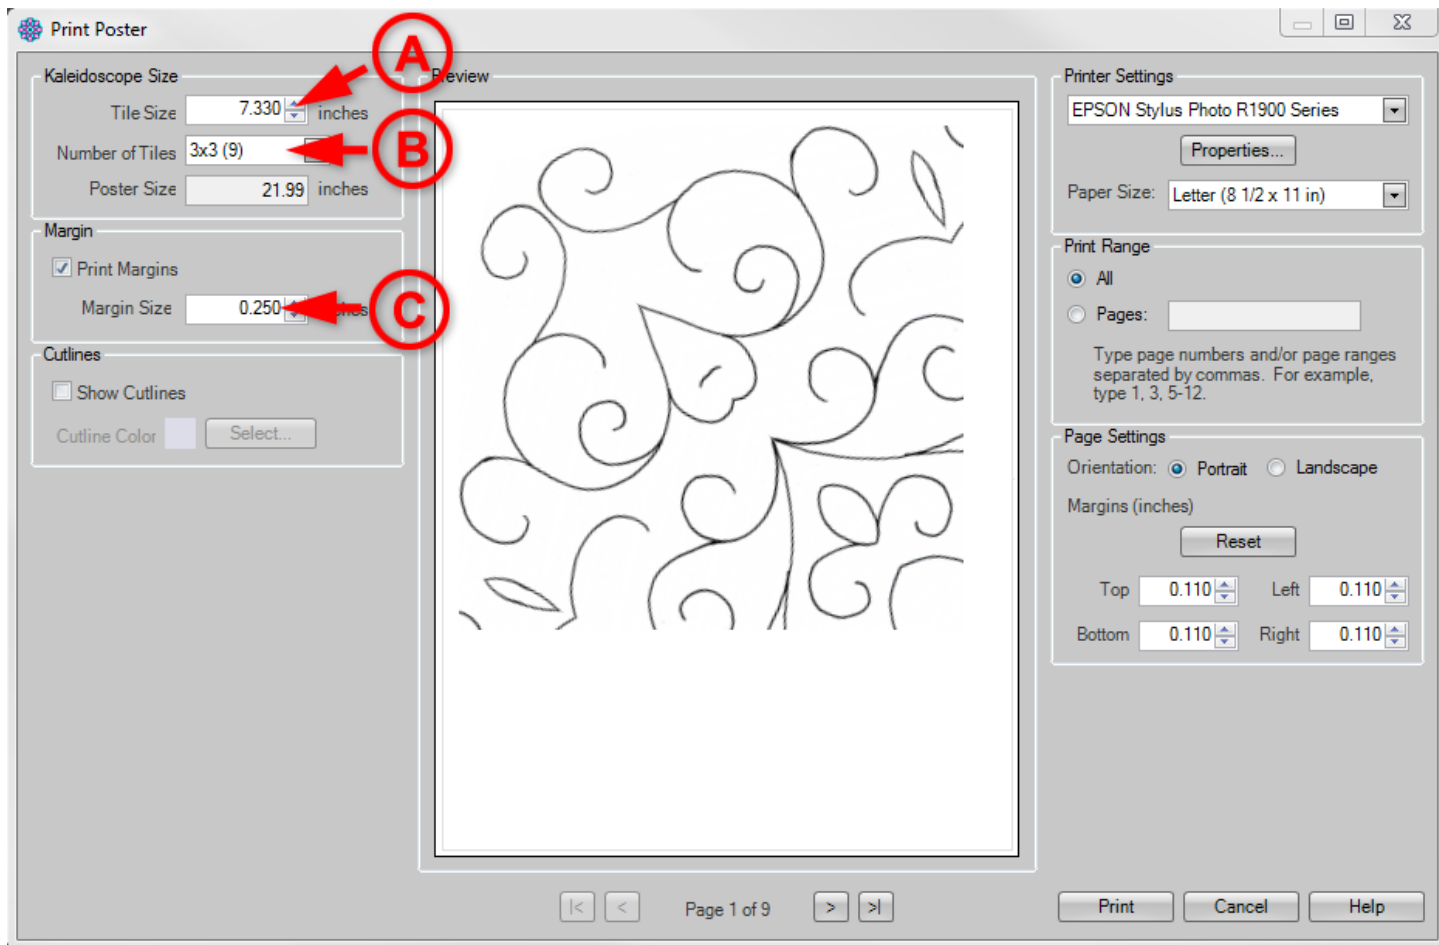 Print Poster
A
Kaleidoscope Size
Tile Size 7.330 inches
Number of Tiles 3x3 (9)
B
Poster Size 21.99 inches
Margin
Print Margins
Margin Size 0.250
C
Cutlines
Show Cutlines
Cutline Color Select...
Preview
|< < Page 1 of 9 > >|
Printer Settings
EPSON Stylus Photo R1900 Series
Properties...
Paper Size: Letter (8 1/2 x 11 in)
Print Range
All
Pages:
Type page numbers and/or page ranges
separated by commas. For example,
type 1, 3, 5-12.
Page Settings
Orientation: Portrait Landscape
Margins (inches)
Reset
Top 0.110 Left 0.110
Bottom 0.110 Right 0.110
Print Cancel Help